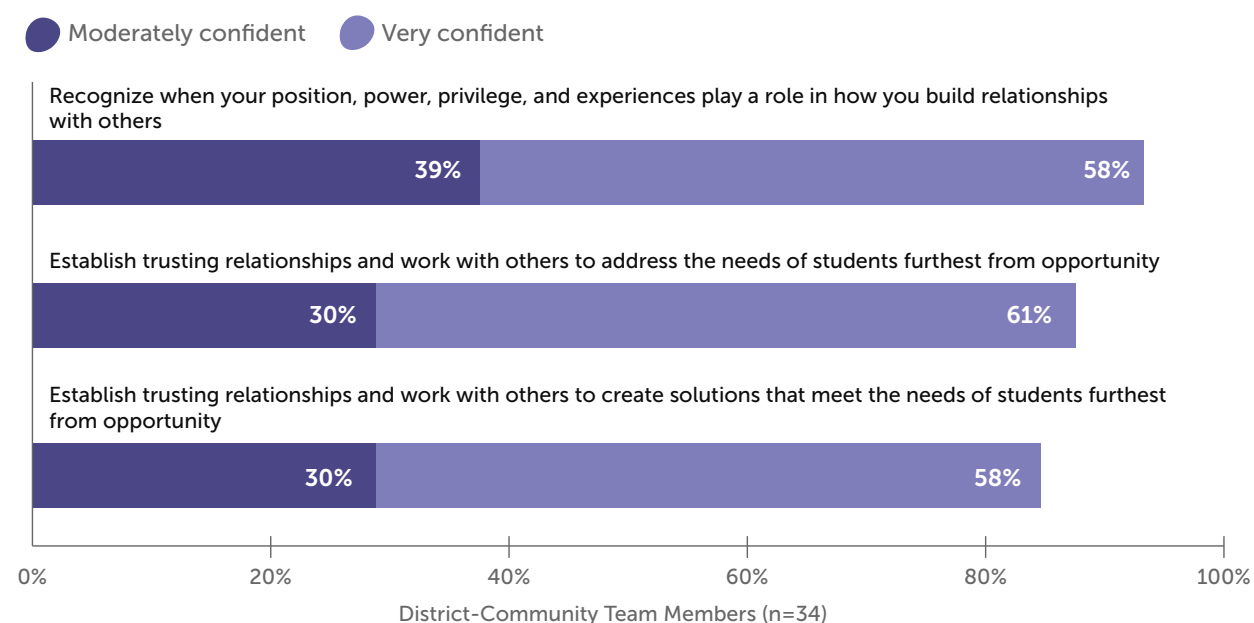 Moderately confident Very confident
Recognize when your position, power, privilege, and experiences play a role in how you build relationships
with others
39% 58%
Establish trusting relationships and work with others to address the needs of students furthest from opportunity
30% 61%
Establish trusting relationships and work with others to create solutions that meet the needs of students furthest
from opportunity
30% 58%
0% 20% 40% 60% 80% 100%
District-Community Team Members (n=34)